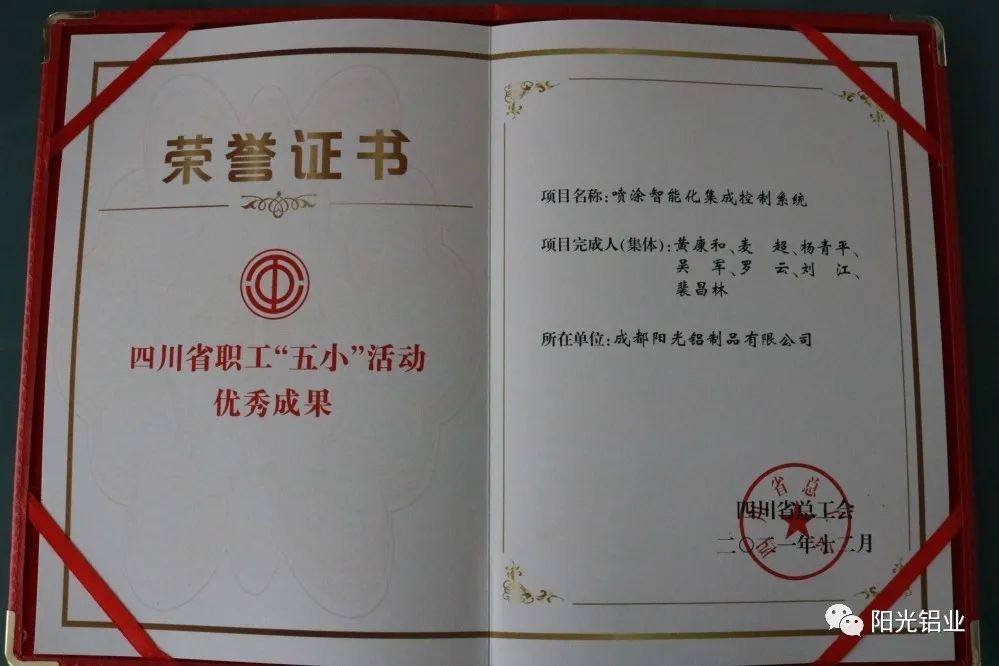 荣誉证书
四川省职工“五小”活动
优秀成果
项目名称:喷涂智能化集成控制系统
项目完成人(集体):黄康和、麦 超、杨青平、
吴 军、罗 云、刘 江、
裴昌林
所在单位:成都阳光铝制品有限公司
四川省总工会
二〇二一年十二月
阳光铝业